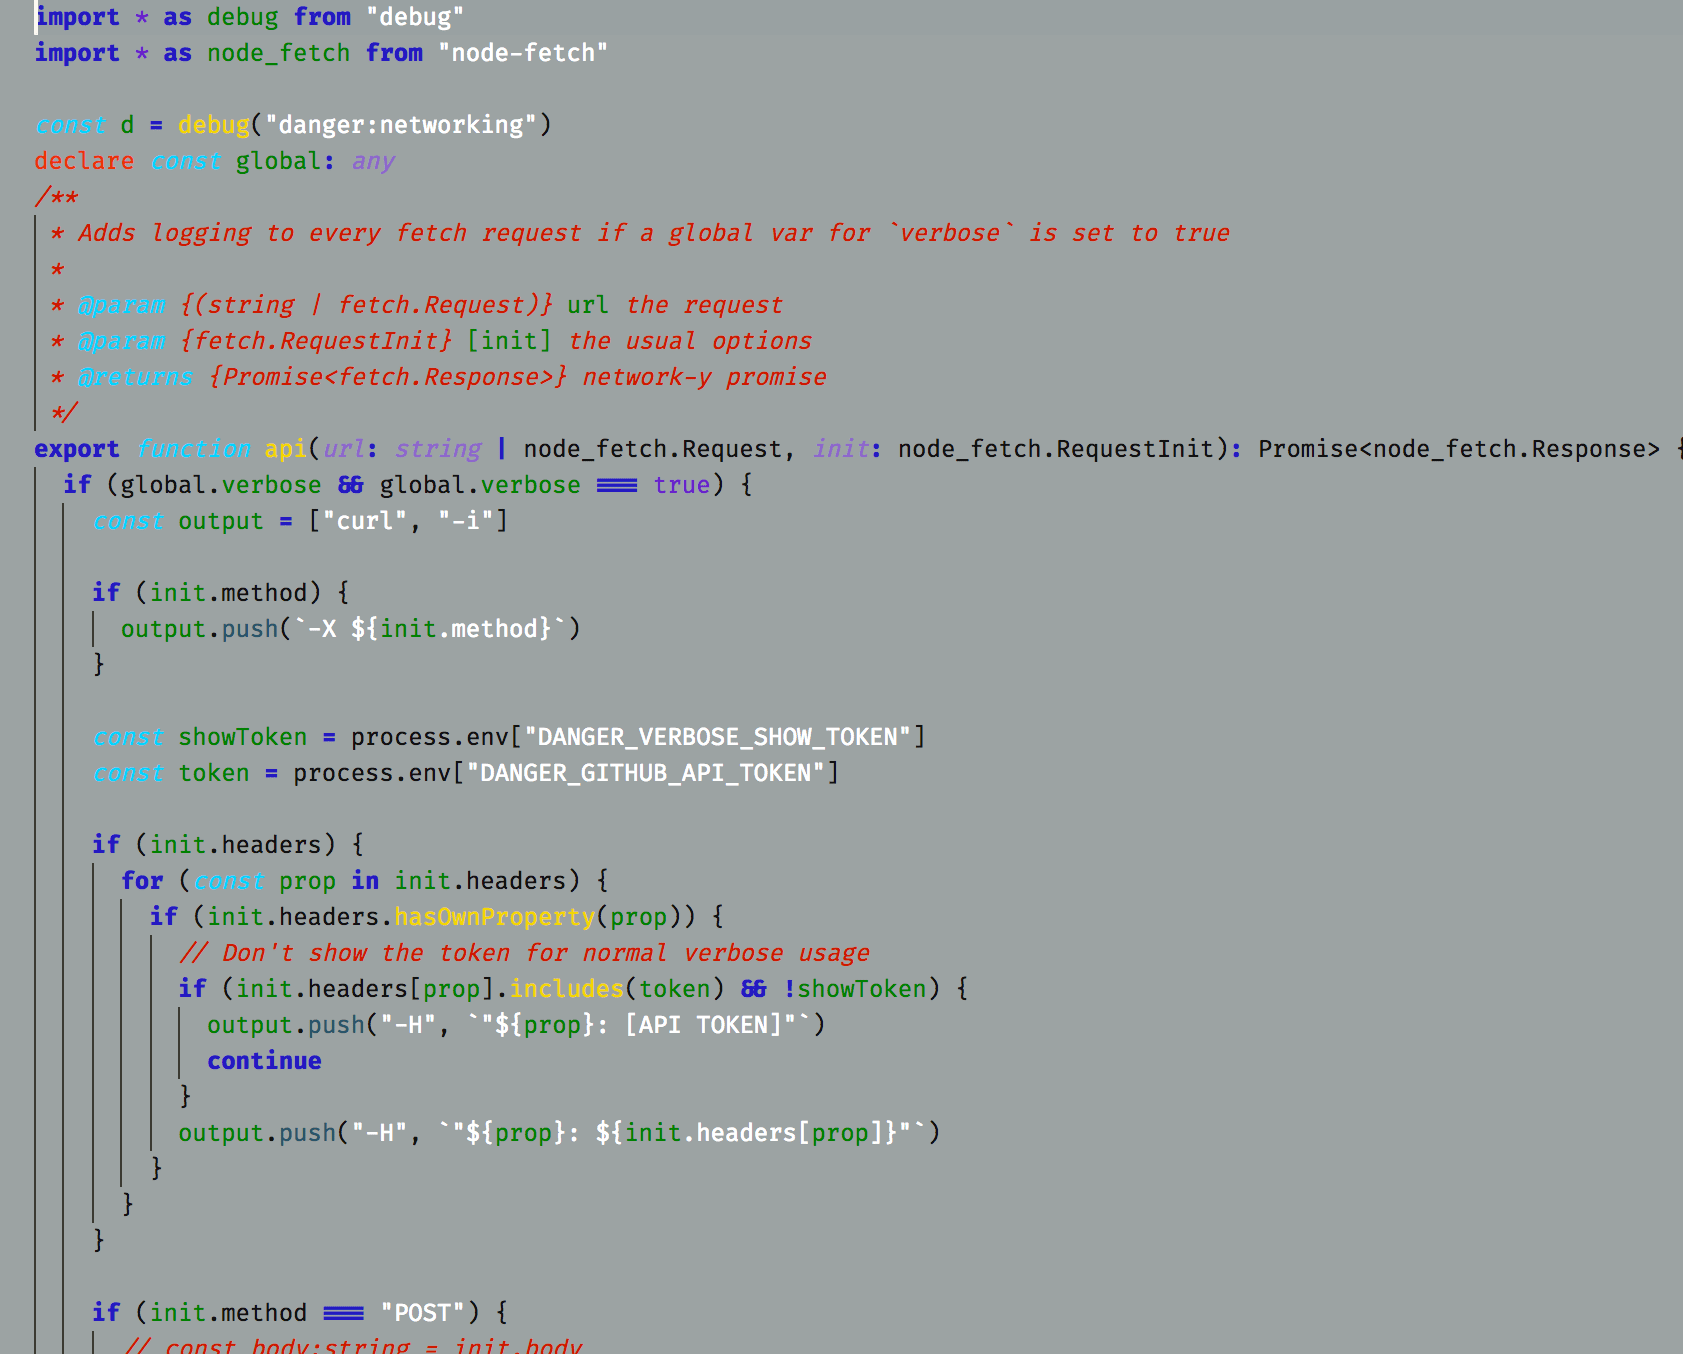 import * as debug from "debug"
import * as node_fetch from "node-fetch"

const d = debug("danger:networking")
declare const global: any
/**
 * Adds logging to every fetch request if a global var for `verbose` is set to true
 *
 * @param {(string | fetch.Request)} url the request
 * @param {fetch.RequestInit} [init] the usual options
 * @returns {Promise<fetch.Response>} network-y promise
 */
export function api(url: string | node_fetch.Request, init: node_fetch.RequestInit): Promise<node_fetch.Response> {
  if (global.verbose && global.verbose === true) {
    const output = ["curl", "-i"]

    if (init.method) {
      output.push(`-X ${init.method}`)
    }

    const showToken = process.env["DANGER_VERBOSE_SHOW_TOKEN"]
    const token = process.env["DANGER_GITHUB_API_TOKEN"]

    if (init.headers) {
      for (const prop in init.headers) {
        if (init.headers.hasOwnProperty(prop)) {
          // Don't show the token for normal verbose usage
          if (init.headers[prop].includes(token) && !showToken) {
            output.push("-H", `"${prop}: [API TOKEN]"`)
            continue
          }
          output.push("-H", `"${prop}: ${init.headers[prop]}"`)
        }
      }
    }

    if (init.method === "POST") {
      // const body:string = init.body